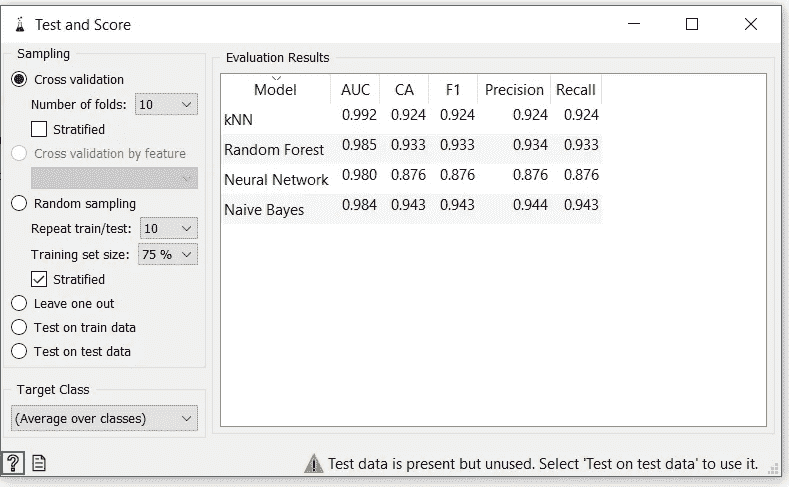 Test and Score
Sampling
Cross validation
Number of folds: 10
Stratified
Cross validation by feature
Random sampling
Repeat train/test: 10
Training set size: 75 %
Stratified
Leave one out
Test on train data
Test on test data
Target Class
(Average over classes)
Evaluation Results
Model AUC CA F1 Precision Recall
kNN 0.992 0.924 0.924 0.924 0.924
Random Forest 0.985 0.933 0.933 0.934 0.933
Neural Network 0.980 0.876 0.876 0.876 0.876
Naive Bayes 0.984 0.943 0.943 0.944 0.943
?
Test data is present but unused. Select 'Test on test data' to use it.